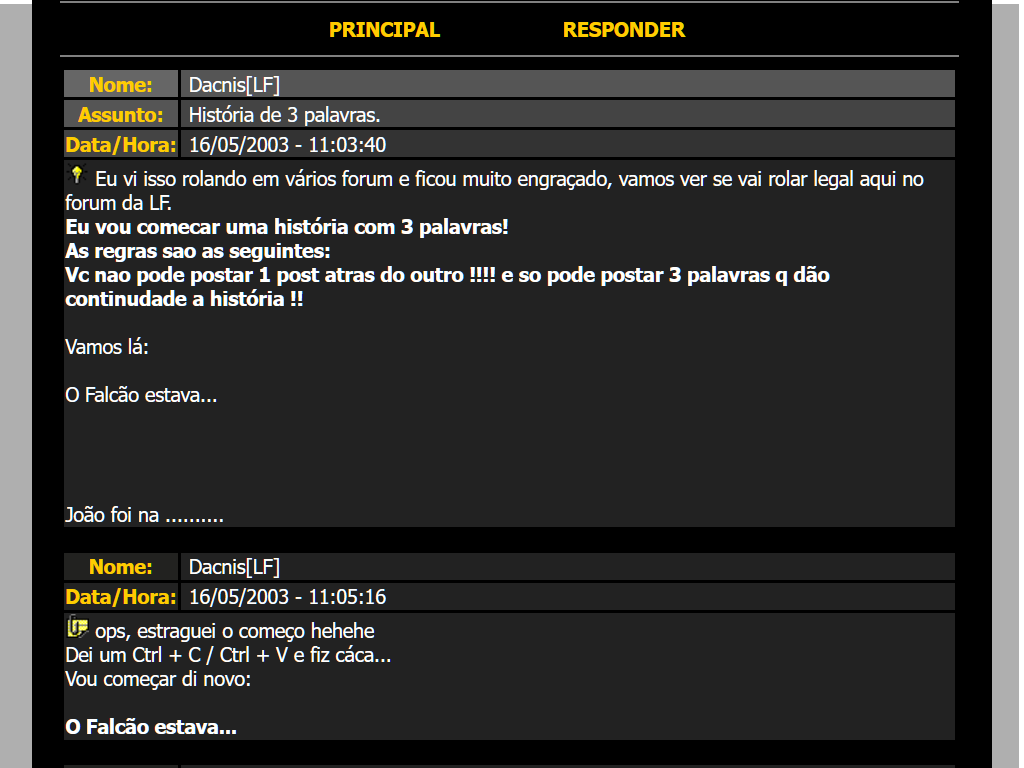 PRINCIPAL RESPONDER
Nome: Dacnis[LF]
Assunto: História de 3 palavras.
Data/Hora: 16/05/2003 - 11:03:40
Eu vi isso rolando em vários forum e ficou muito engraçado, vamos ver se vai rolar legal aqui no
forum da LF.
Eu vou comecar uma história com 3 palavras!
As regras sao as seguintes:
Vc nao pode postar 1 post atras do outro !!!! e so pode postar 3 palavras q dão
continudade a história !!
Vamos lá:
O Falcão estava...
João foi na ..........
Nome: Dacnis[LF]
Data/Hora: 16/05/2003 - 11:05:16
ops, estraguei o começo hehehe
Dei um Ctrl + C / Ctrl + V e fiz cáca...
Vou começar di novo:
O Falcão estava...